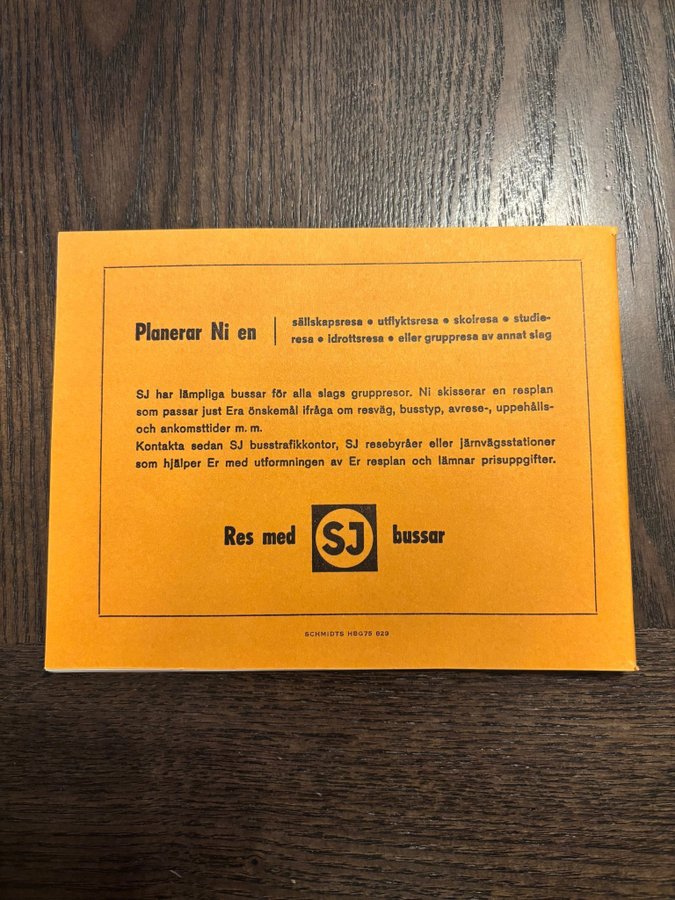 Planerar Ni en
sällskapsresa • utflyktsresa • skolresa • studie-
resa • idrottsresa • eller gruppresa av annat slag
SJ har lämpliga bussar för alla slags gruppresor. Ni skisserar en resplan
som passar just Era önskemål ifråga om resväg, busstyp, avrese-, uppehålls-
och ankomsttider m. m.
Kontakta sedan SJ busstrafikkontor, SJ resebyråer eller järnvägsstationer
som hjälper Er med utformningen av Er resplan och lämnar prisuppgifter.
Res med SJ bussar
SCHMIDTS HBG75 829